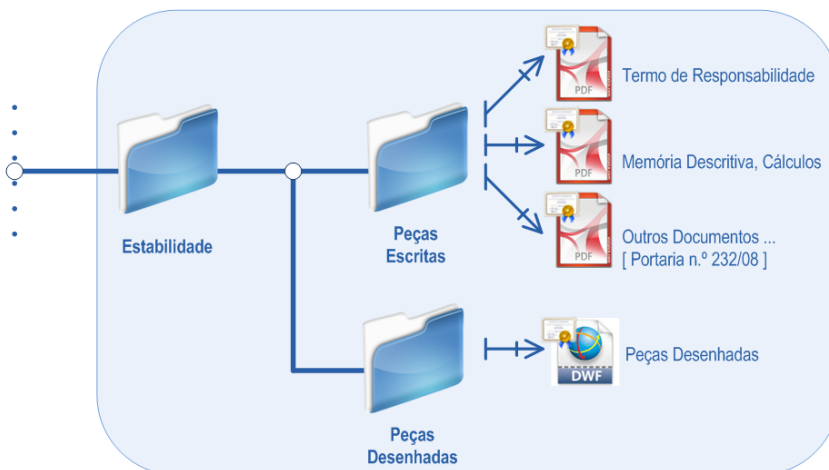 PDF
Termo de Responsabilidade
PDF
Memória Descritiva, Cálculos
Estabilidade
Peças
Escritas
PDF
Outros Documentos ...
[ Portaria n.º 232/08 ]
DWF
Peças Desenhadas
Peças
Desenhadas